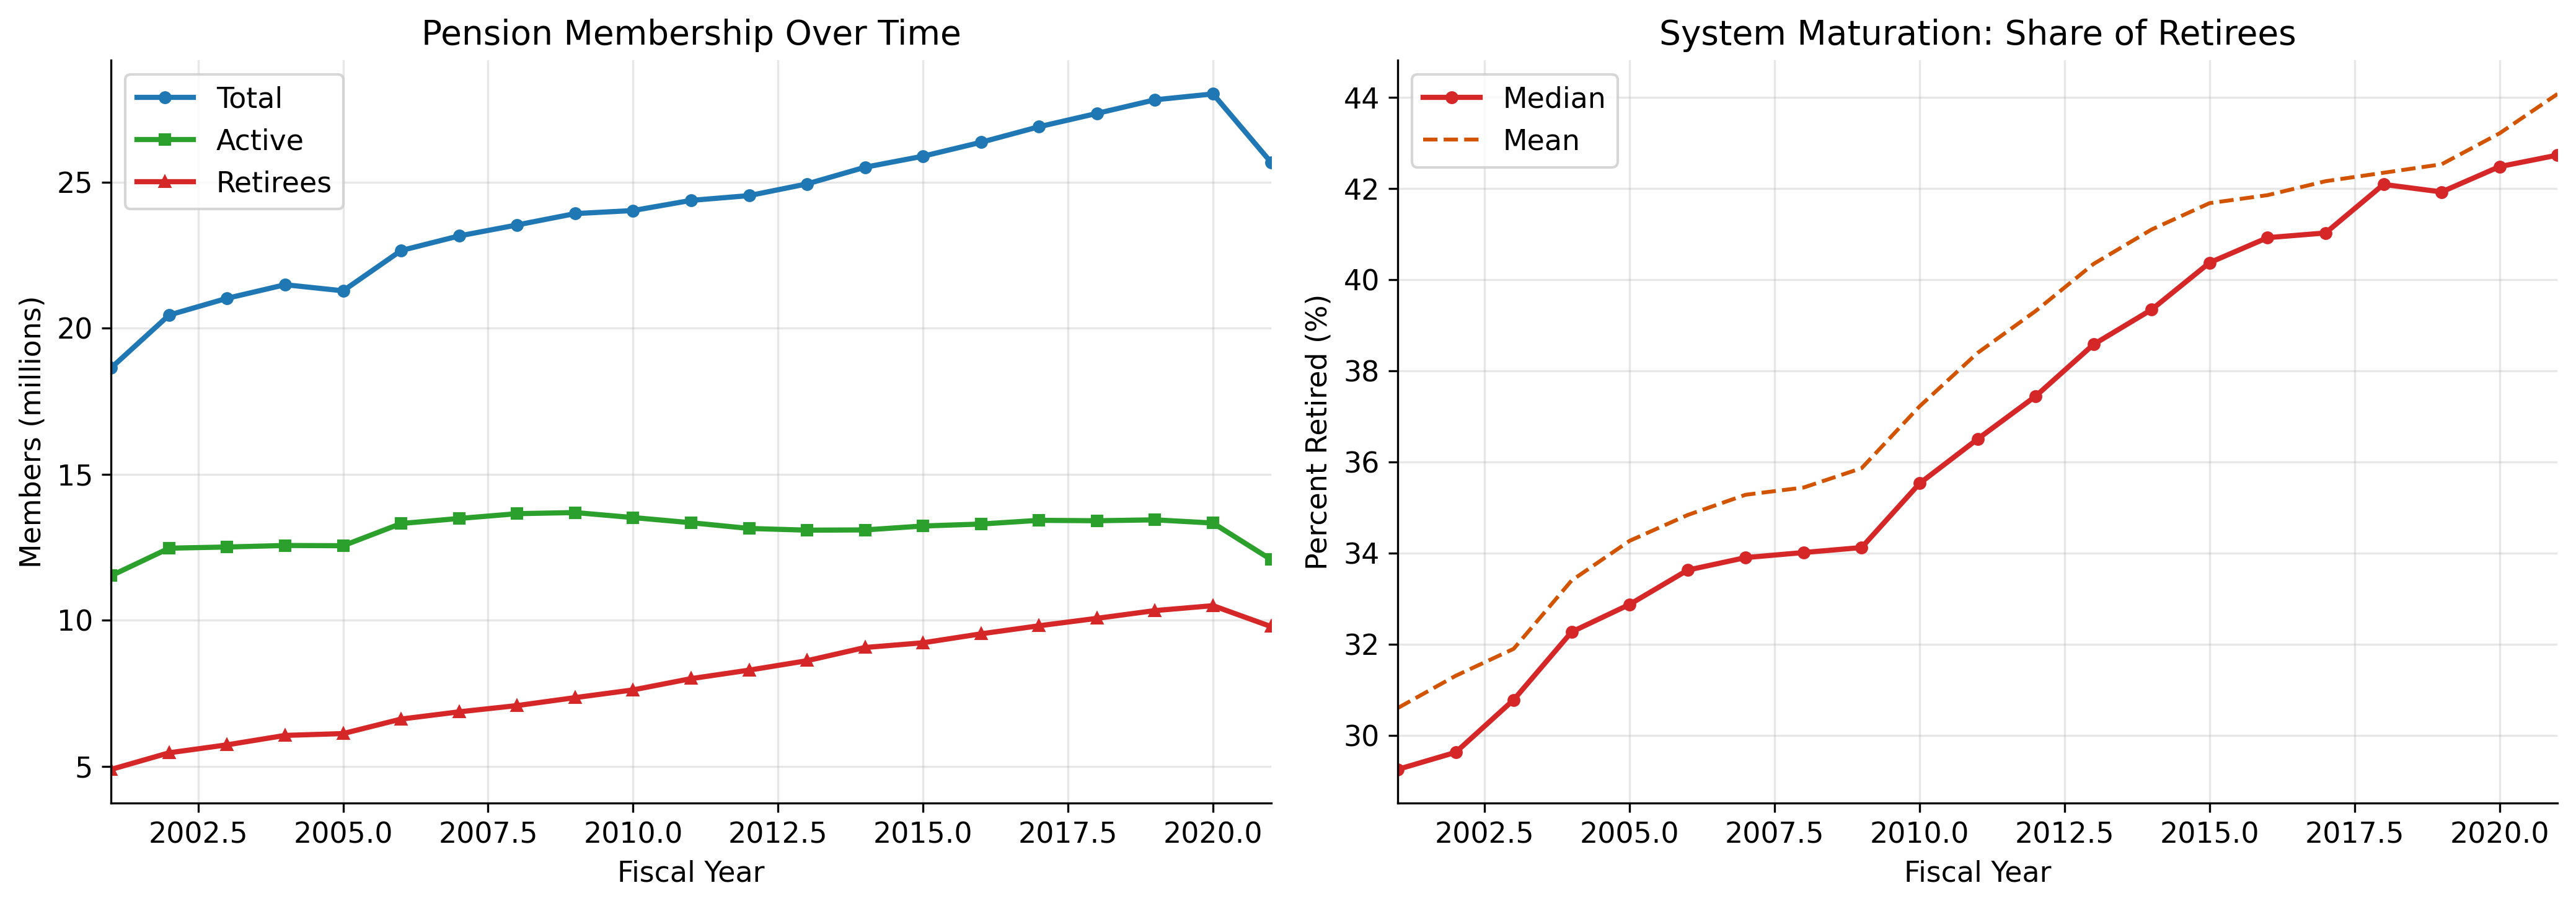 Pension Membership Over Time
Total
Active
Retirees
Members (millions)
25
20
15
10
5
2002.5 2005.0 2007.5 2010.0 2012.5 2015.0 2017.5 2020.0
Fiscal Year
System Maturation: Share of Retirees
Median
Mean
Percent Retired (%)
44
42
40
38
36
34
32
30
2002.5 2005.0 2007.5 2010.0 2012.5 2015.0 2017.5 2020.0
Fiscal Year